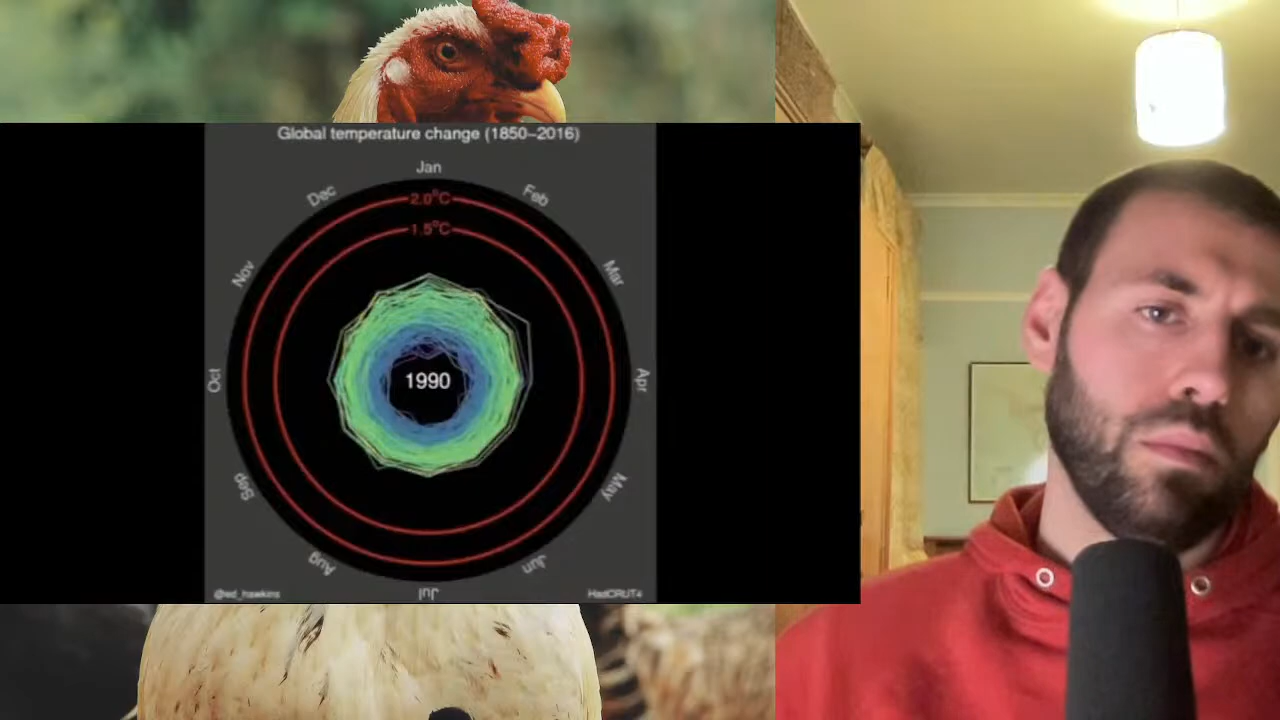 Global temperature change (1850–2016)
Jan
Dec
Feb
2.0°C
1.5°C
Nov
Mar
1990
Oct
Apr
Sep
May
Aug
Jun
Jul
@ed_hawkins
HadCRUT4